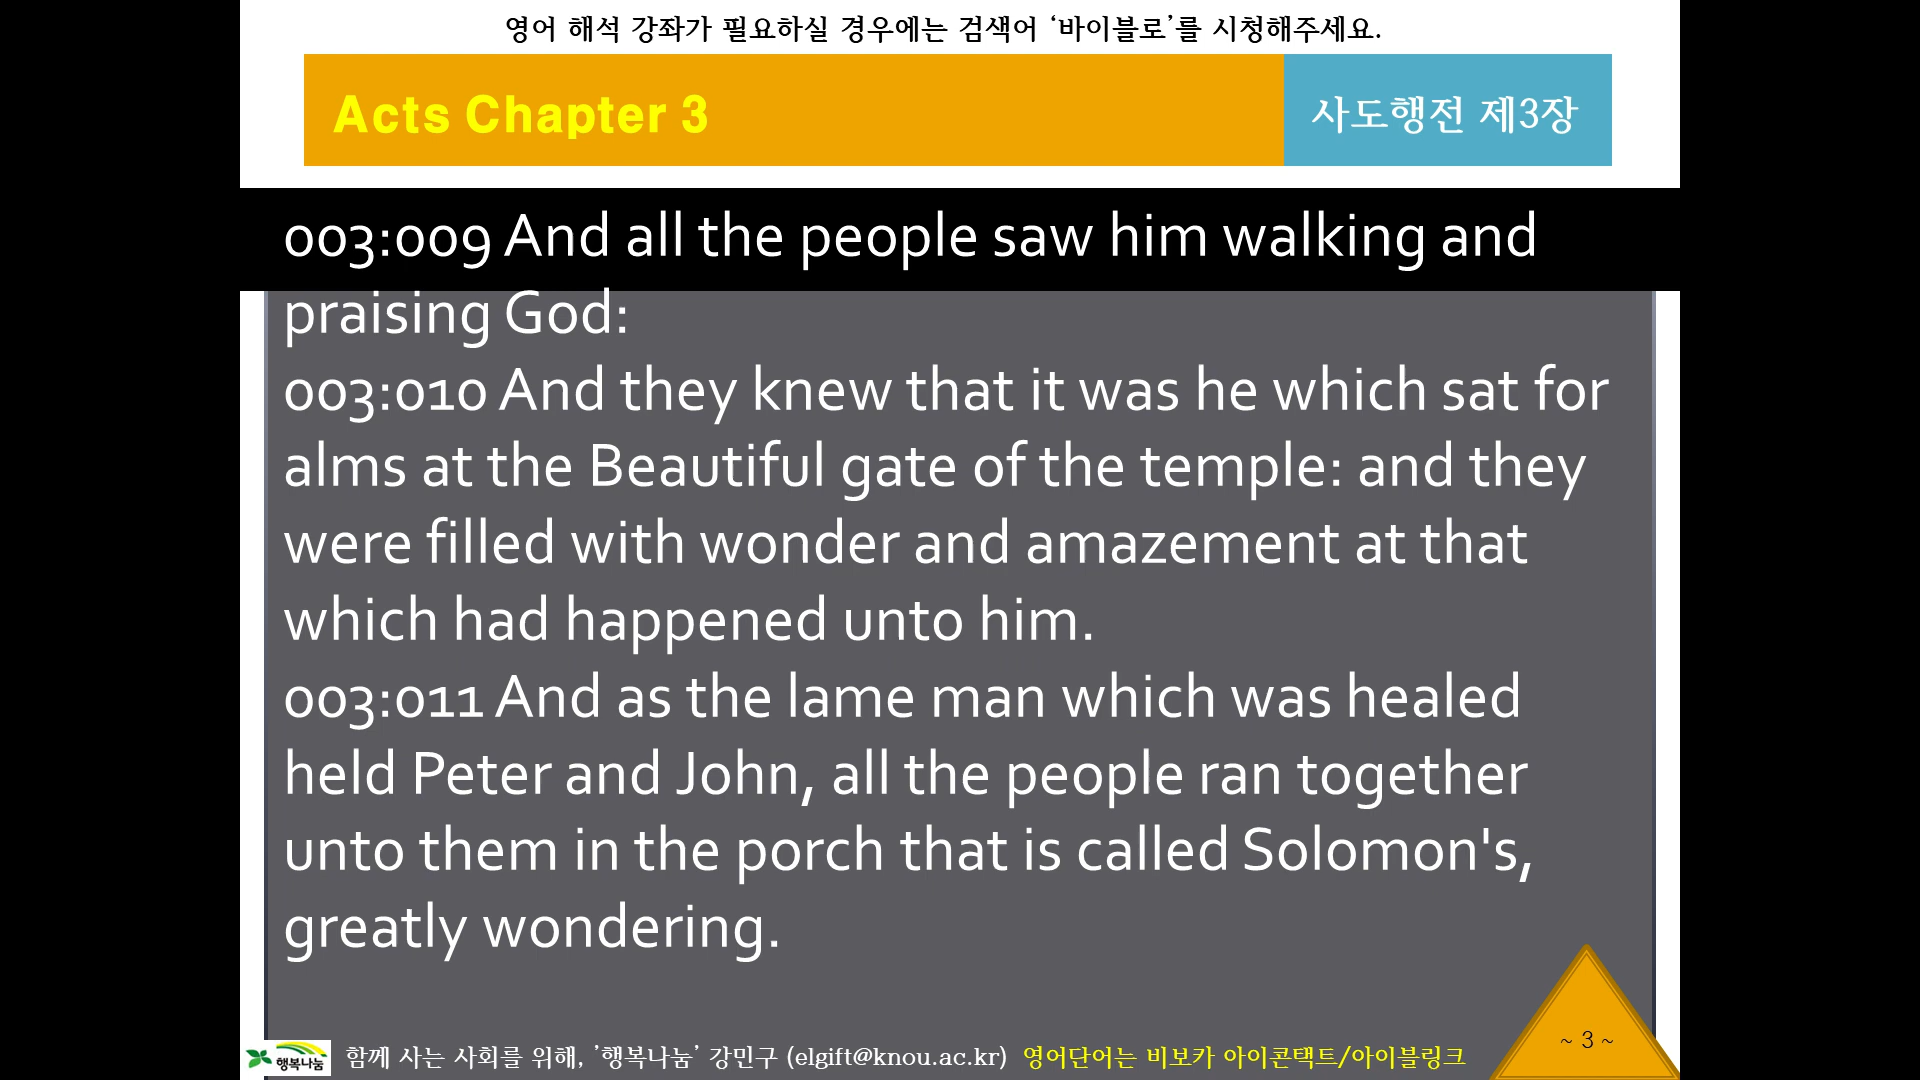 영어 해석 강좌가 필요하실 경우에는 검색어 ‘바이블로’를 시청해주세요.
Acts Chapter 3
사도행전 제3장
003:009 And all the people saw him walking and
praising God:
003:010 And they knew that it was he which sat for
alms at the Beautiful gate of the temple: and they
were filled with wonder and amazement at that
which had happened unto him.
003:011 And as the lame man which was healed
held Peter and John, all the people ran together
unto them in the porch that is called Solomon's,
greatly wondering.
~ 3 ~
행복나눔
함께 사는 사회를 위해, ’행복나눔’ 강민구 (elgift@knou.ac.kr) 영어단어는 비보카 아이콘택트/아이블링크